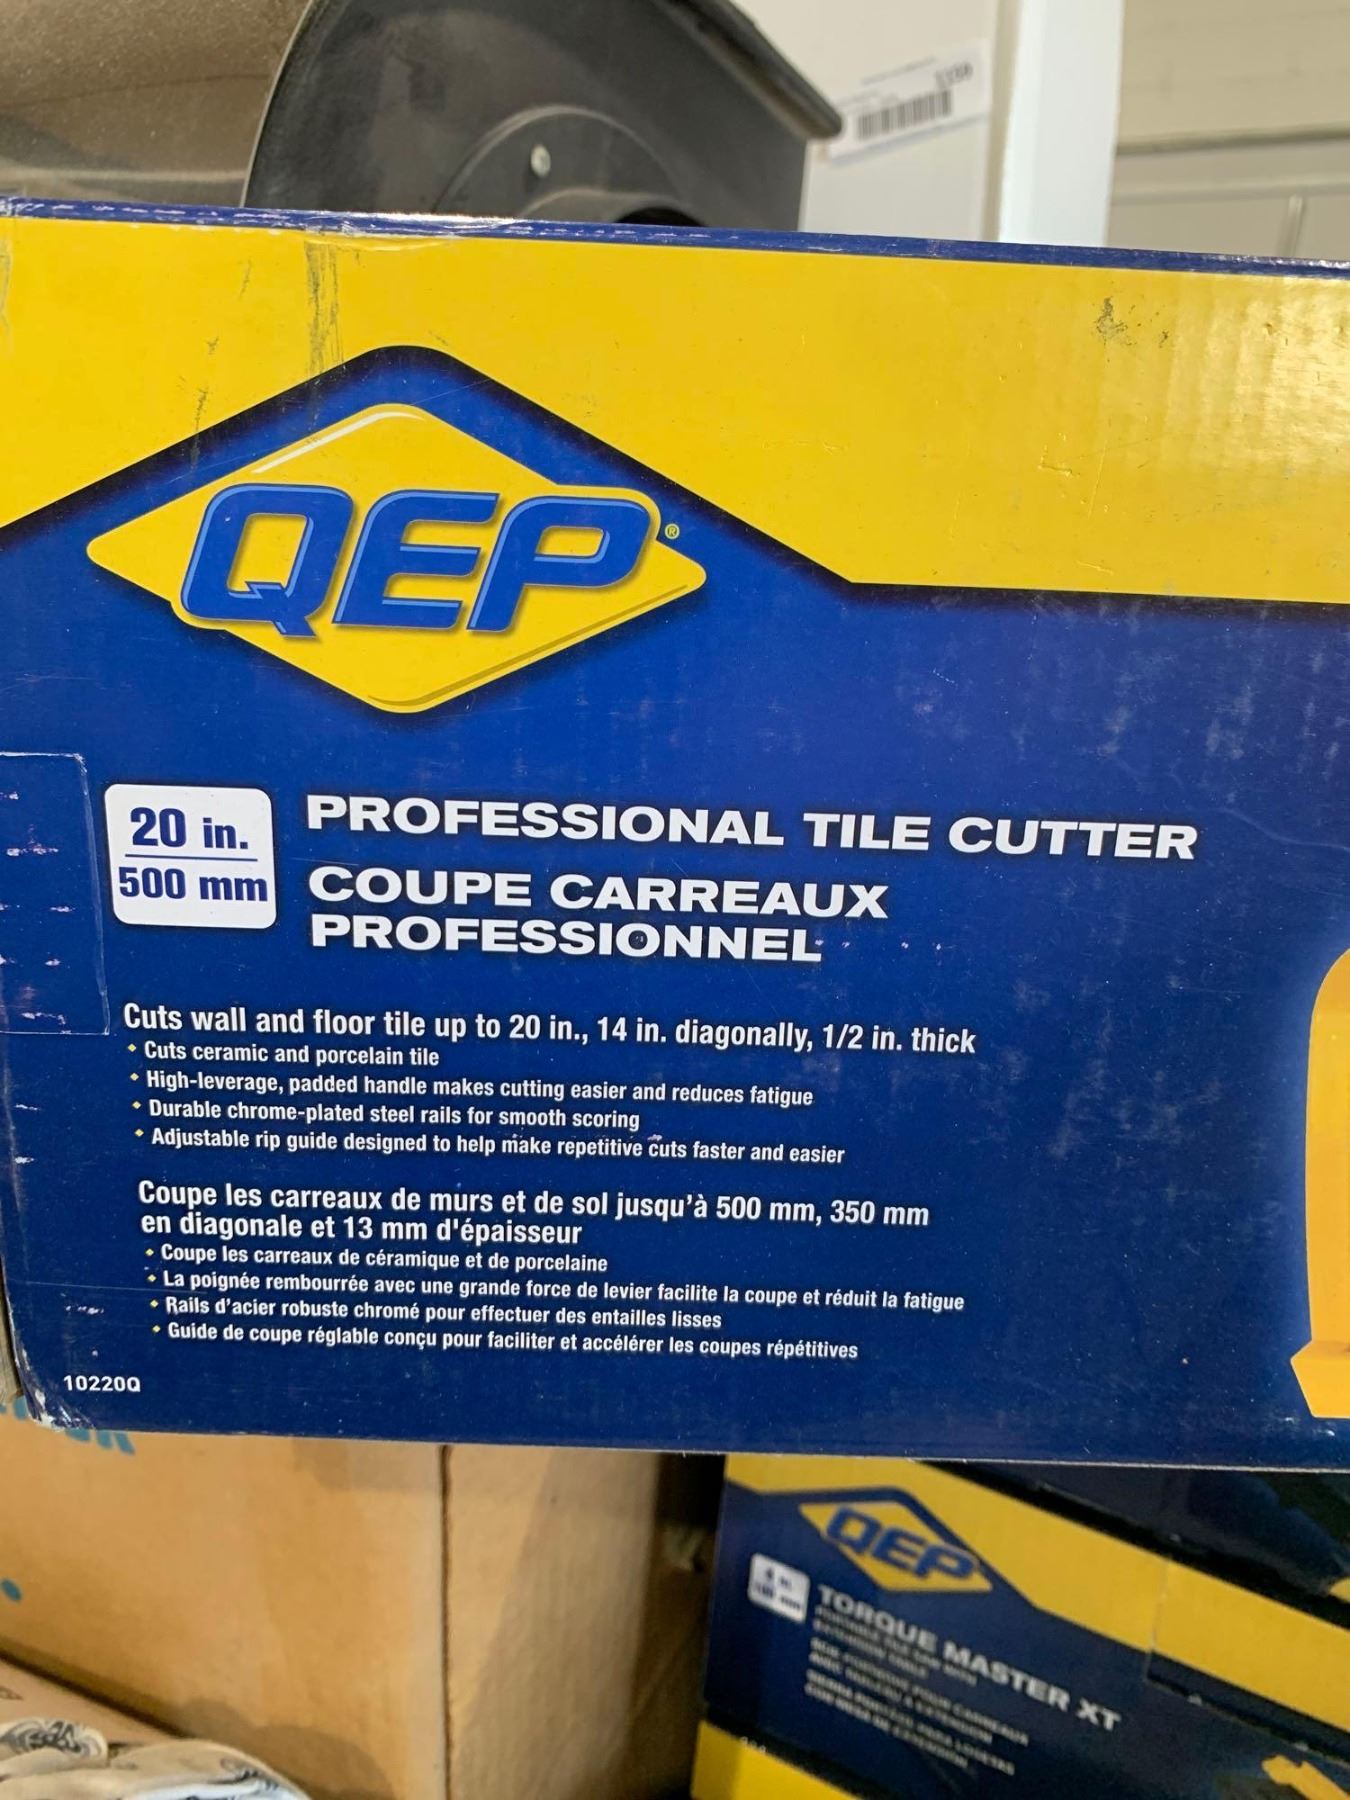 QEP®
20 in.
500 mm
PROFESSIONAL TILE CUTTER
COUPE CARREAUX
PROFESSIONNEL
Cuts wall and floor tile up to 20 in., 14 in. diagonally, 1/2 in. thick
• Cuts ceramic and porcelain tile
• High-leverage, padded handle makes cutting easier and reduces fatigue
• Durable chrome-plated steel rails for smooth scoring
• Adjustable rip guide designed to help make repetitive cuts faster and easier
Coupe les carreaux de murs et de sol jusqu'à 500 mm, 350 mm
en diagonale et 13 mm d'épaisseur
• Coupe les carreaux de céramique et de porcelaine
• La poignée rembourrée avec une grande force de levier facilite la coupe et réduit la fatigue
• Rails d'acier robuste chromé pour effectuer des entailles lisses
• Guide de coupe réglable conçu pour faciliter et accélérer les coupes répétitives
10220Q
QEP
TORQUE MASTER XT